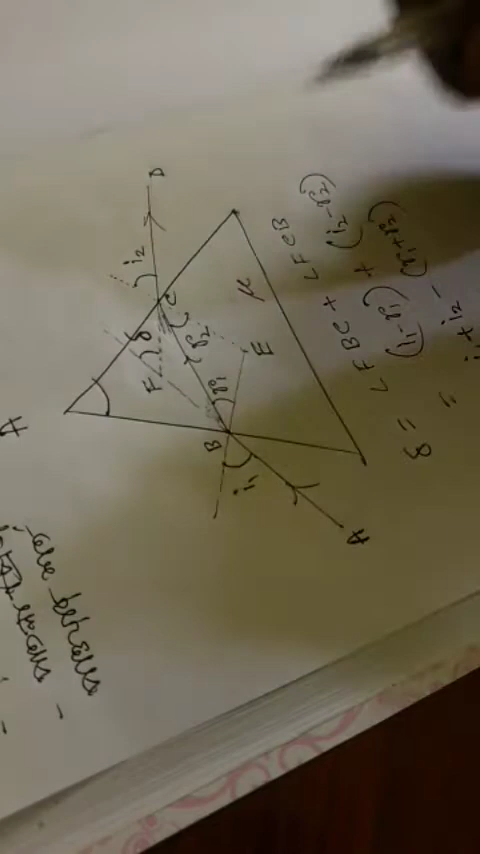 A
D
i₂
δ
C
F
r₂
μ
E
r₁
B
i₁
A
δ = ∠FBC + ∠FCB
(i₁-r₁) + (i₂-r₂)
= i₁+i₂ - (r₁+r₂)